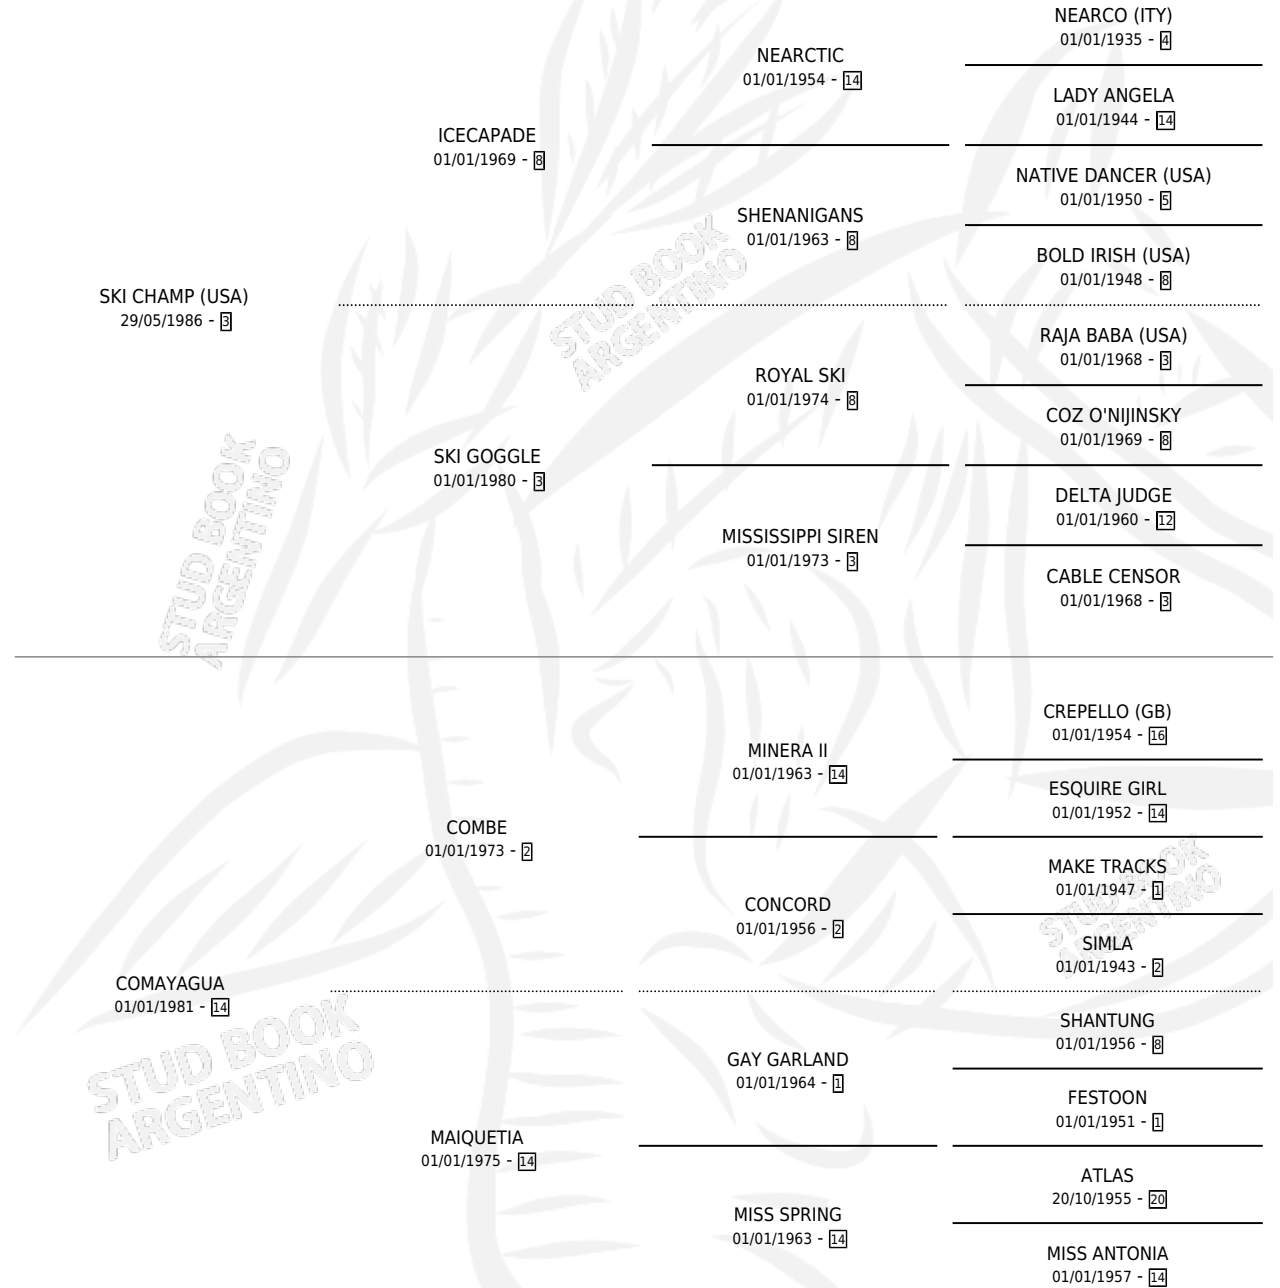 NEARCO (ITY)
01/01/1935 - 4
NEARCTIC
01/01/1954 - 14
LADY ANGELA
01/01/1944 - 14
ICECAPADE
01/01/1969 - 8
NATIVE DANCER (USA)
01/01/1950 - 5
SHENANIGANS
01/01/1963 - 8
BOLD IRISH (USA)
01/01/1948 - 8
SKI CHAMP (USA)
29/05/1986 - 3
RAJA BABA (USA)
01/01/1968 - 3
ROYAL SKI
01/01/1974 - 8
COZ O'NIJINSKY
01/01/1969 - 8
SKI GOGGLE
01/01/1980 - 3
DELTA JUDGE
01/01/1960 - 12
MISSISSIPPI SIREN
01/01/1973 - 3
CABLE CENSOR
01/01/1968 - 3
STUD BOOK
ARGENTINO
STUD BOOK
ARGENTINO
CREPELLO (GB)
01/01/1954 - 16
MINERA II
01/01/1963 - 14
ESQUIRE GIRL
01/01/1952 - 14
COMBE
01/01/1973 - 2
MAKE TRACKS
01/01/1947 - 1
CONCORD
01/01/1956 - 2
SIMLA
01/01/1943 - 2
STUD BOOK
ARGENTINO
COMAYAGUA
01/01/1981 - 14
SHANTUNG
01/01/1956 - 8
GAY GARLAND
01/01/1964 - 1
FESTOON
01/01/1951 - 1
MAIQUETIA
01/01/1975 - 14
ATLAS
20/10/1955 - 20
MISS SPRING
01/01/1963 - 14
MISS ANTONIA
01/01/1957 - 14
STUD BOOK
ARGENTINO